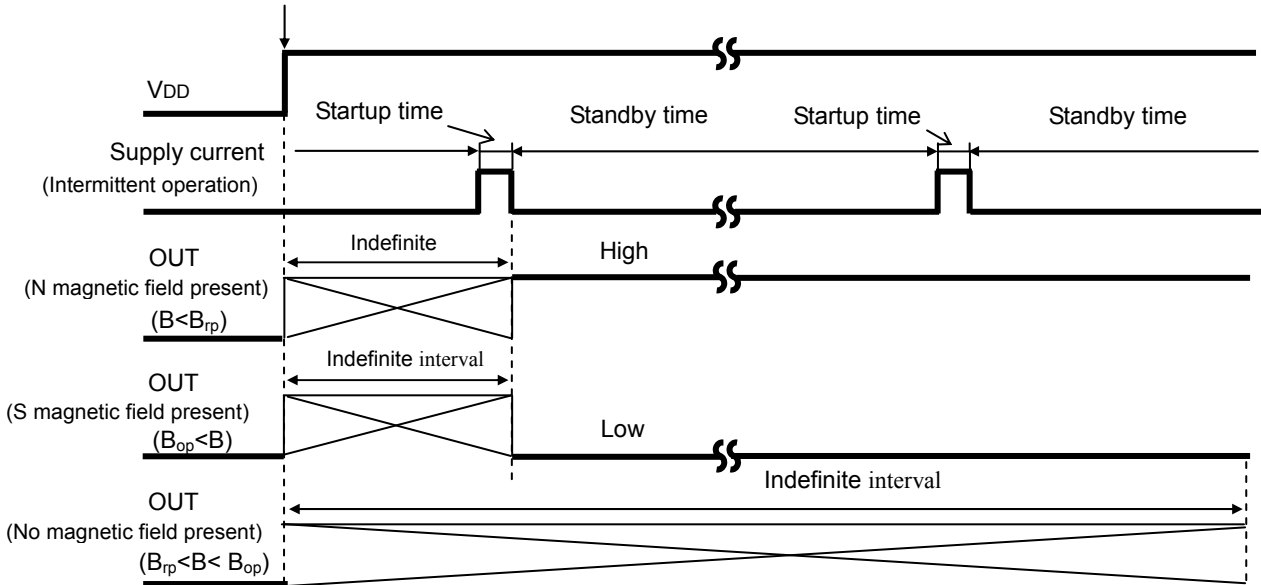 VDD
Startup time
Standby time
Startup time
Standby time
Supply current
(Intermittent operation)
OUT
(N magnetic field present)
(B<Brp)
Indefinite
High
OUT
(S magnetic field present)
(Bop<B)
Indefinite interval
Low
OUT
(No magnetic field present)
(Brp<B< Bop)
Indefinite interval